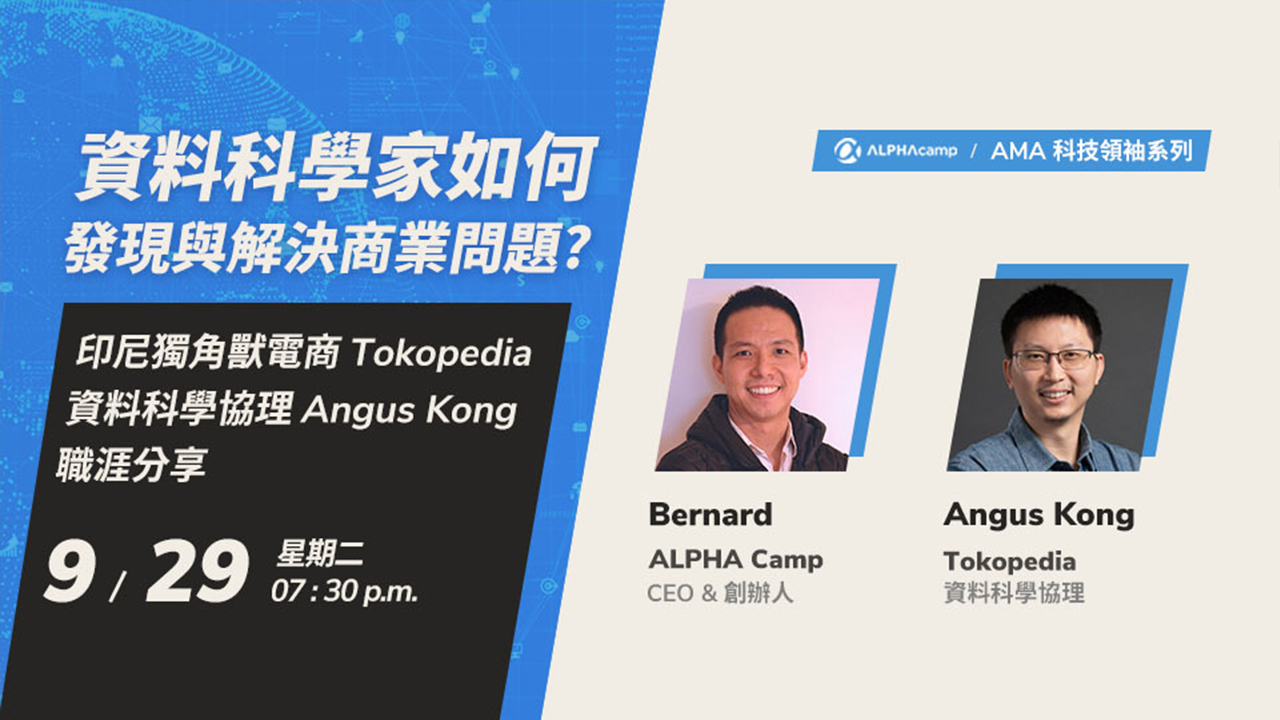 資料科學家如何
發現與解決商業問題?
印尼獨角獸電商 Tokopedia
資料科學協理 Angus Kong
職涯分享
9 / 29 星期二
07 : 30 p.m.
ALPHAcamp / AMA 科技領袖系列
Bernard
ALPHA Camp
CEO & 創辦人
Angus Kong
Tokopedia
資料科學協理